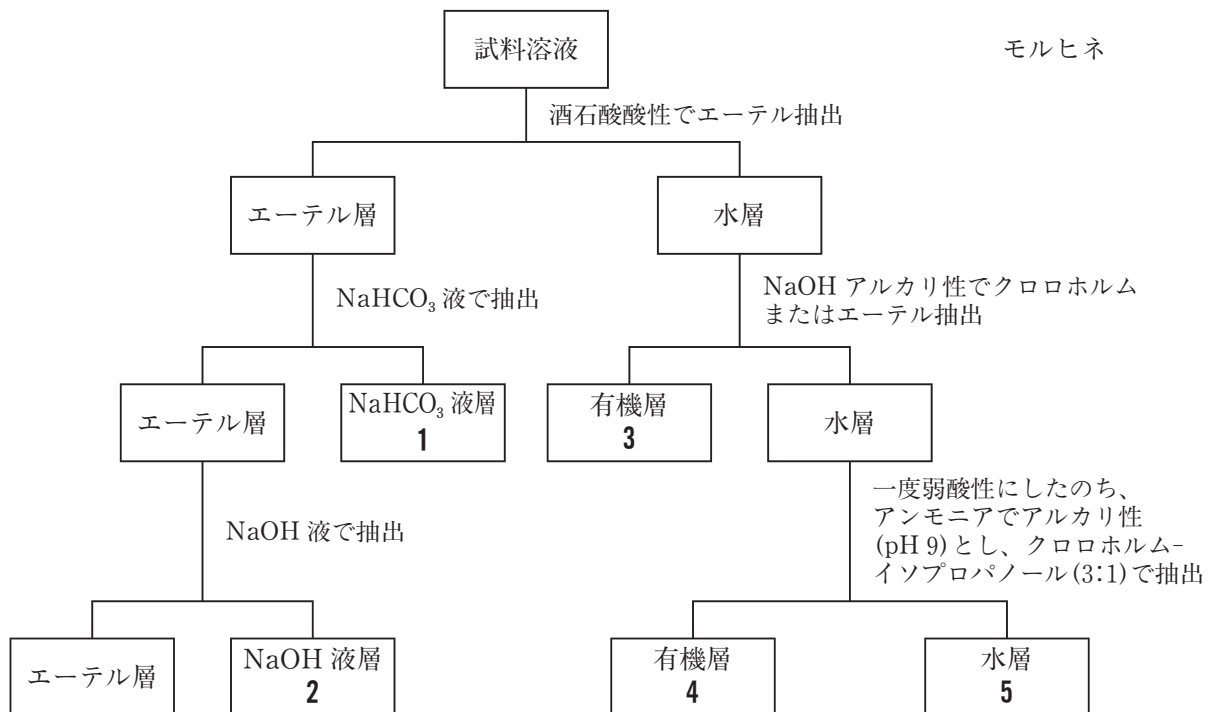 試料溶液
モルヒネ
酒石酸酸性でエーテル抽出
エーテル層
水層
NaHCO₃ 液で抽出
NaOH アルカリ性でクロロホルム
またはエーテル抽出
エーテル層
NaHCO₃ 液層
1
有機層
3
水層
NaOH 液で抽出
一度弱酸性にしたのち、
アンモニアでアルカリ性
(pH 9)とし、クロロホルム-
イソプロパノール(3:1)で抽出
エーテル層
NaOH 液層
2
有機層
4
水層
5